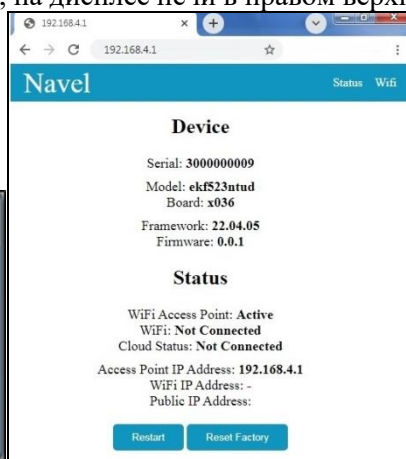 , на дисплее печи в правом верх
192.168.4.1
192.168.4.1
Navel Status Wifi
Device
Serial: 3000000009
Model: ekf523ntud
Board: x036
Framework: 22.04.05
Firmware: 0.0.1
Status
WiFi Access Point: Active
WiFi: Not Connected
Cloud Status: Not Connected
Access Point IP Address: 192.168.4.1
WiFi IP Address: -
Public IP Address:
Restart Reset Factory